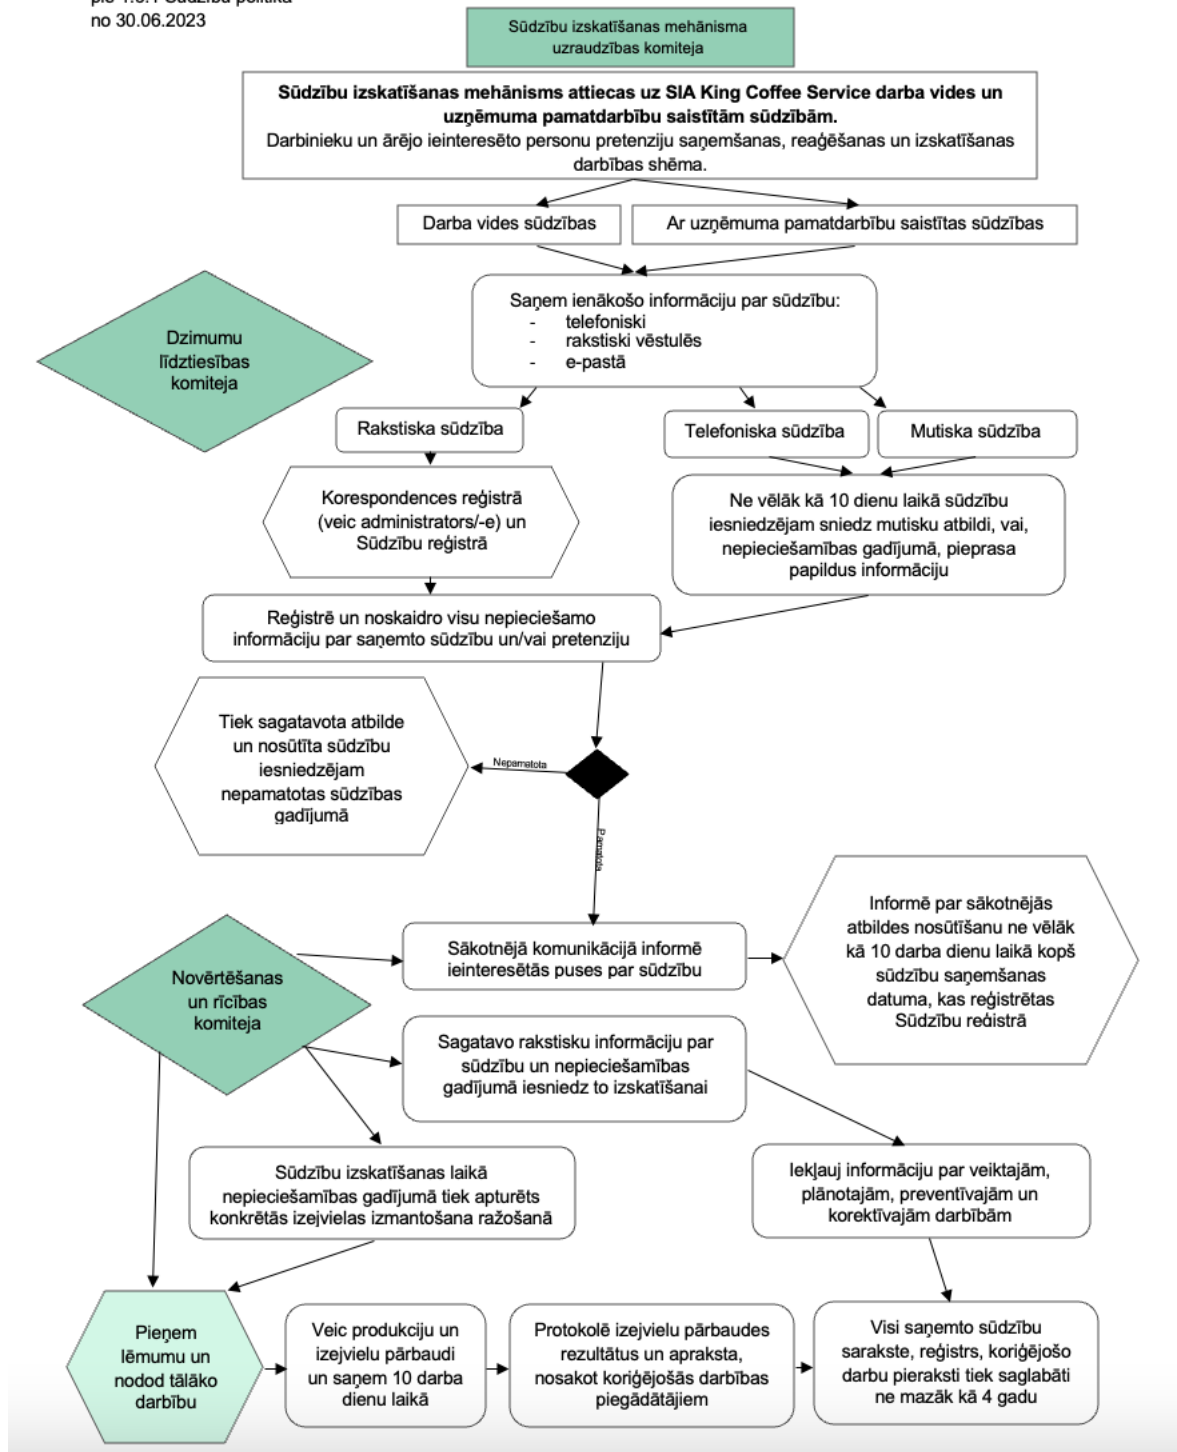 pie 4.6.1 Sūdzību politika
no 30.06.2023
Sūdzību izskatīšanas mehānisma
uzraudzības komiteja
Sūdzību izskatīšanas mehānisms attiecas uz SIA King Coffee Service darba vides un
uzņēmuma pamatdarbību saistītām sūdzībām.
Darbinieku un ārējo ieinteresēto personu pretenziju saņemšanas, reaģēšanas un izskatīšanas
darbības shēma.
Darba vides sūdzības
Ar uzņēmuma pamatdarbību saistītas sūdzības
Saņem ienākošo informāciju par sūdzību:
- telefoniski
- rakstiski vēstulēs
- e-pastā
Dzimumu
līdztiesības
komiteja
Rakstiska sūdzība
Telefoniska sūdzība
Mutiska sūdzība
Korespondences reģistrā
(veic administrators/-e) un
Sūdzību reģistrā
Ne vēlāk kā 10 dienu laikā sūdzību
iesniedzējam sniedz mutisku atbildi, vai,
nepieciešamības gadījumā, pieprasa
papildus informāciju
Reģistrē un noskaidro visu nepieciešamo
informāciju par saņemto sūdzību un/vai pretenziju
Tiek sagatavota atbilde
un nosūtīta sūdzību
iesniedzējam
nepamatotas sūdzības
gadījumā
Nepamatota
Pamatota
Sākotnējā komunikācijā informē
ieinteresētās puses par sūdzību
Informē par sākotnējās
atbildes nosūtīšanu ne vēlāk
kā 10 darba dienu laikā kopš
sūdzību saņemšanas
datuma, kas reģistrētas
Sūdzību reģistrā
Novērtēšanas
un rīcības
komiteja
Sagatavo rakstisku informāciju par
sūdzību un nepieciešamības
gadījumā iesniedz to izskatīšanai
Sūdzību izskatīšanas laikā
nepieciešamības gadījumā tiek apturēts
konkrētās izejvielas izmantošana ražošanā
Iekļauj informāciju par veiktajām,
plānotajām, preventīvajām un
korektīvajām darbībām
Pieņem
lēmumu un
nodod tālāko
darbību
Veic produkciju un
izejvielu pārbaudi
un saņem 10 darba
dienu laikā
Protokolē izejvielu pārbaudes
rezultātus un apraksta,
nosakot koriģējošās darbības
piegādātājiem
Visi saņemto sūdzību
sarakste, reģistrs, koriģējošo
darbu pieraksti tiek saglabāti
ne mazāk kā 4 gadu